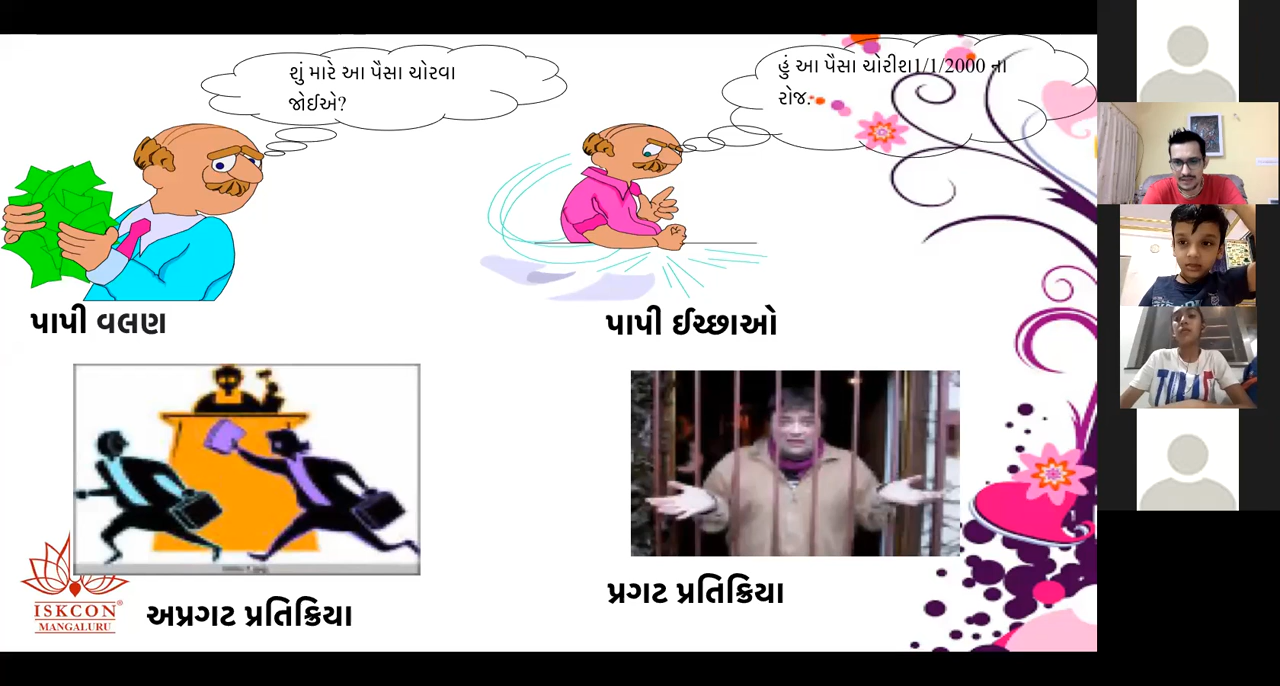 શું મારે આ પૈસા ચોરવા
જોઈએ?
હું આ પૈસા ચોરીશ1/1/2000 ના
રોજ.
પાપી વલણ
પાપી ઈચ્છાઓ
અપ્રગટ પ્રતિક્રિયા
પ્રગટ પ્રતિક્રિયા
ISKCON®
MANGALURU